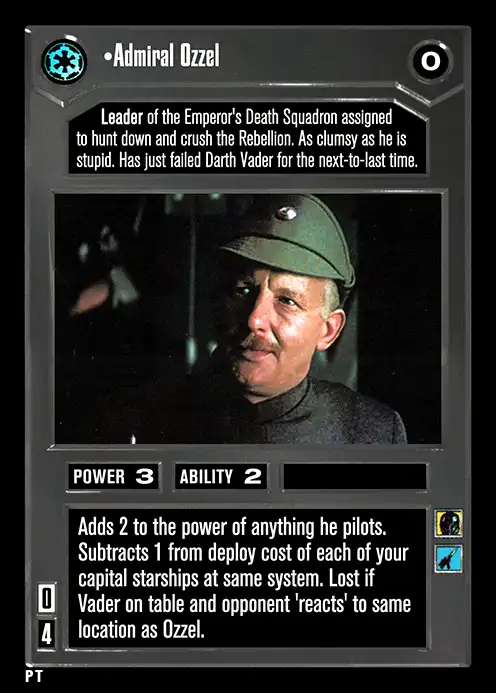 •Admiral Ozzel
O
Leader of the Emperor's Death Squadron assigned
to hunt down and crush the Rebellion. As clumsy as he is
stupid. Has just failed Darth Vader for the next-to-last time.
POWER 3 ABILITY 2
Adds 2 to the power of anything he pilots.
Subtracts 1 from deploy cost of each of your
capital starships at same system. Lost if
Vader on table and opponent 'reacts' to same
location as Ozzel.
0
4
PT